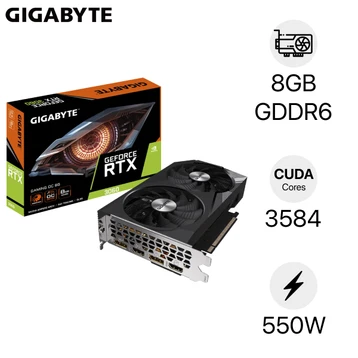 GIGABYTE
8GB
GDDR6
CUDA
Cores
3584
550W
GIGABYTE
GEFORCE
RTX
RTX
GAMING OC 8G